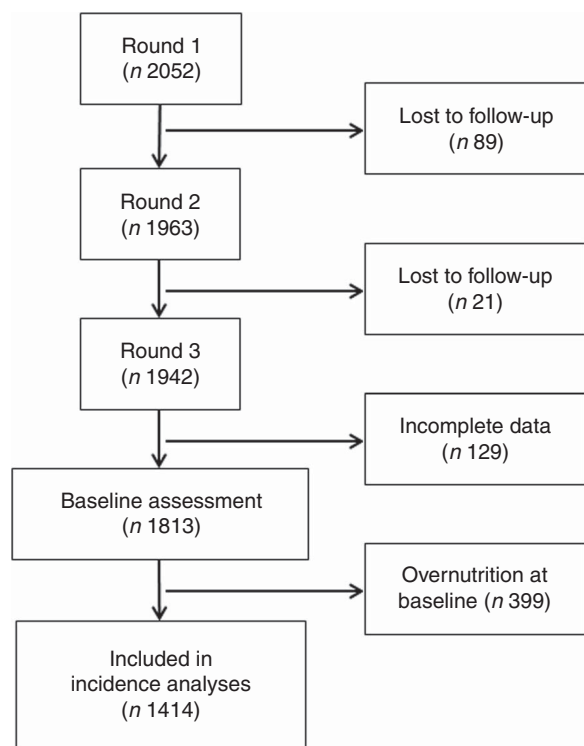 Round 1
(n 2052)
Lost to follow-up
(n 89)
Round 2
(n 1963)
Lost to follow-up
(n 21)
Round 3
(n 1942)
Incomplete data
(n 129)
Baseline assessment
(n 1813)
Overnutrition at
baseline (n 399)
Included in
incidence analyses
(n 1414)